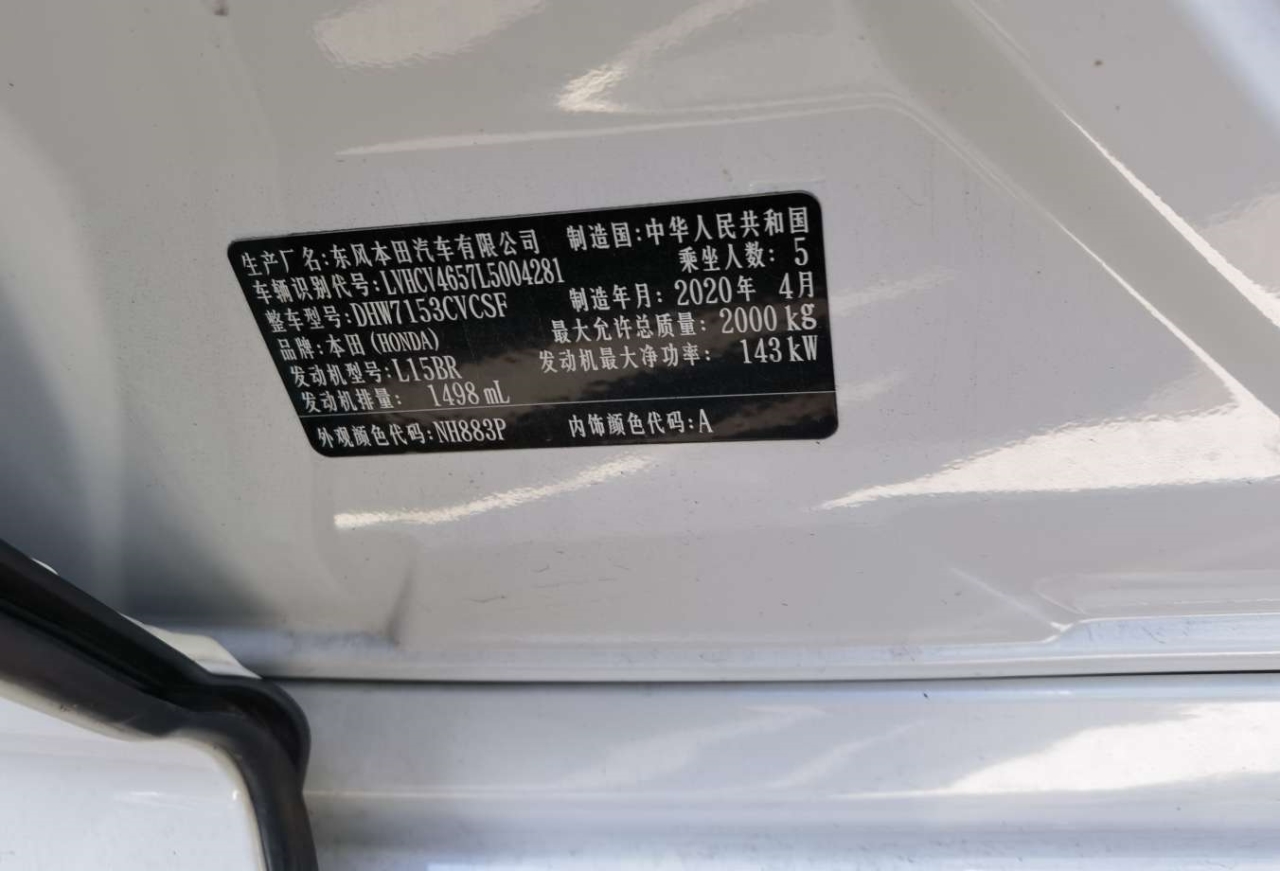 生产厂名:东风本田汽车有限公司 制造国:中华人民共和国
车辆识别代号:LVHCV4657L5004281 乘坐人数:5
整车型号:DHW7153CVCSF 制造年月:2020年 4月
品牌:本田(HONDA) 最大允许总质量:2000 kg
发动机型号:L15BR 发动机最大净功率: 143 kW
发动机排量: 1498 mL
外观颜色代码:NH883P 内饰颜色代码:A